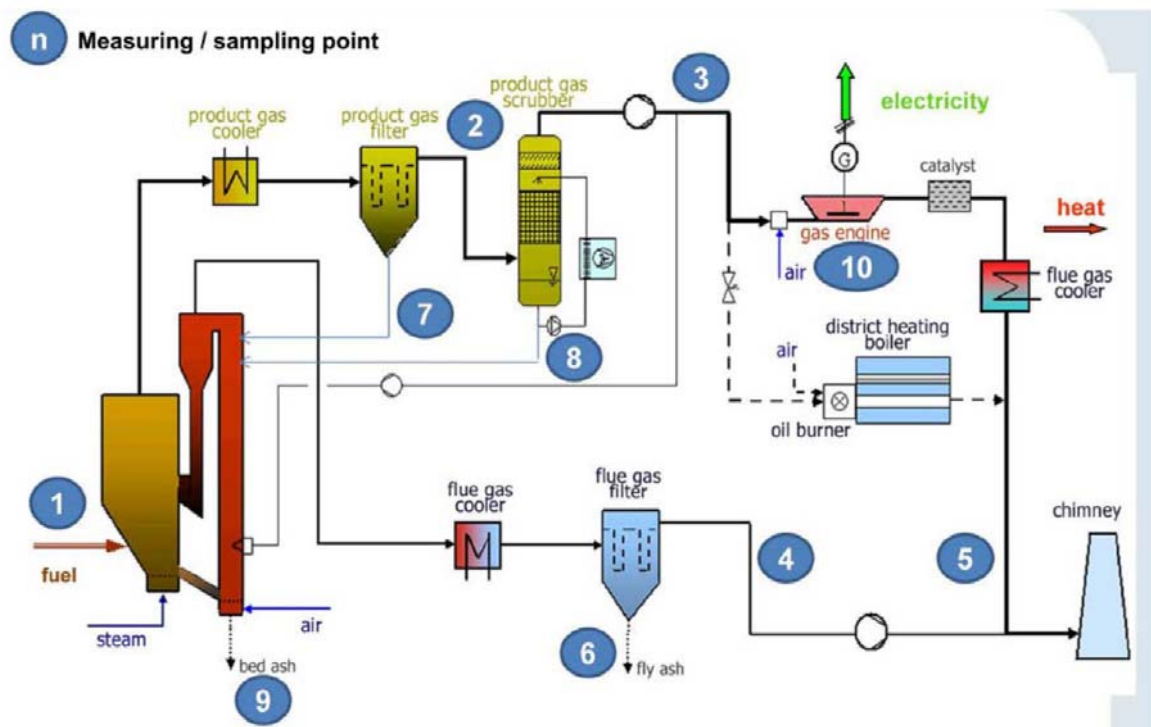 n Measuring / sampling point
product gas
cooler
product gas
filter
2
product gas
scrubber
3
electricity
G
catalyst
heat
gas engine
air
10
flue gas
cooler
7
8
district heating
boiler
air
oil burner
1
fuel
steam
air
bed ash
9
flue gas
cooler
flue gas
filter
4
6
fly ash
5
chimney